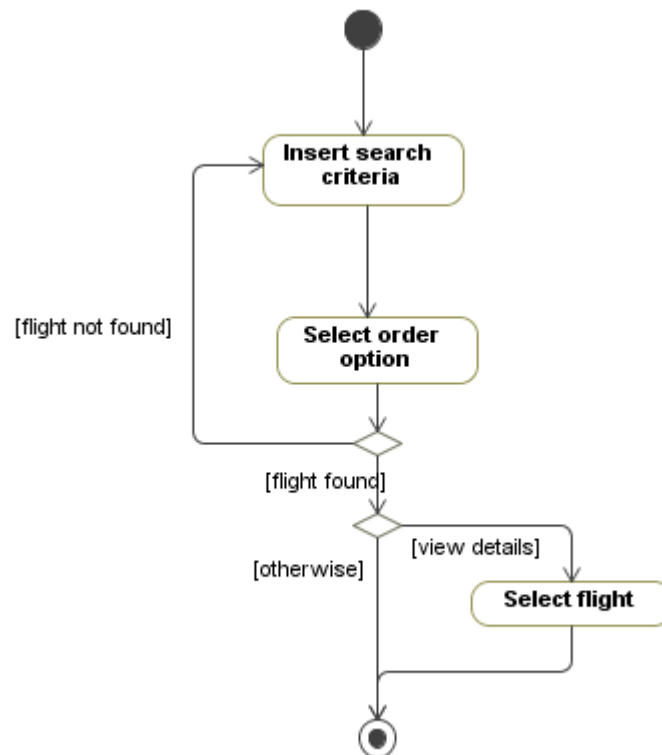 Insert search
criteria
[flight not found]
Select order
option
[flight found]
[view details]
[otherwise]
Select flight